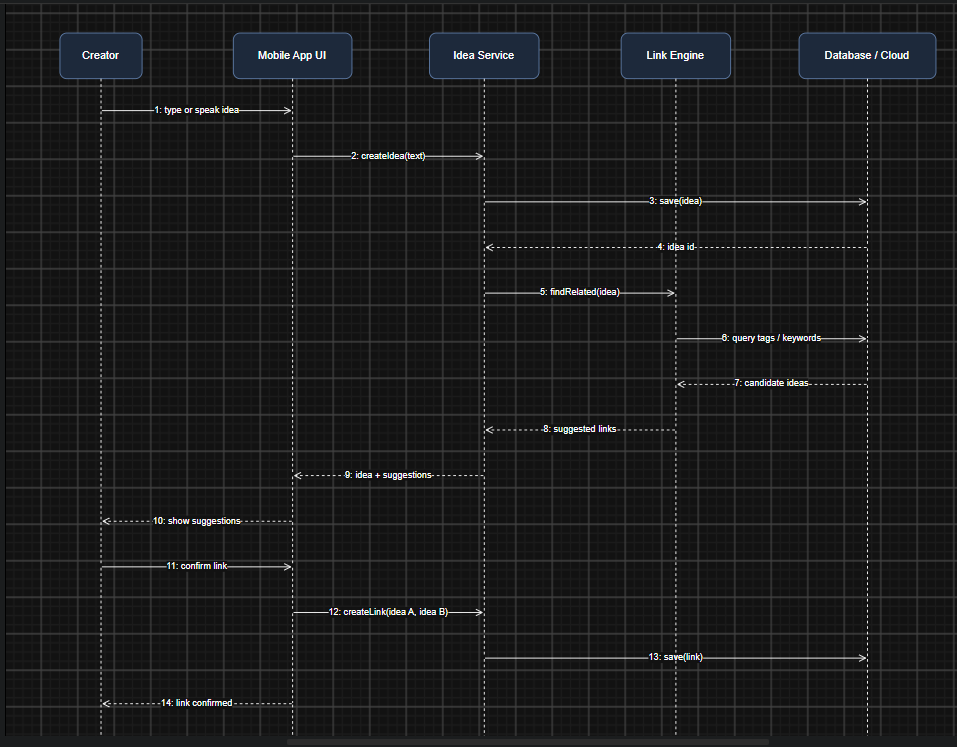 Creator
Mobile App UI
Idea Service
Link Engine
Database / Cloud
1: type or speak idea
2: createIdea(text)
3: save(idea)
4: idea id
5: findRelated(idea)
6: query tags / keywords
7: candidate ideas
8: suggested links
9: idea + suggestions
10: show suggestions
11: confirm link
12: createLink(idea A, idea B)
13: save(link)
14: link confirmed